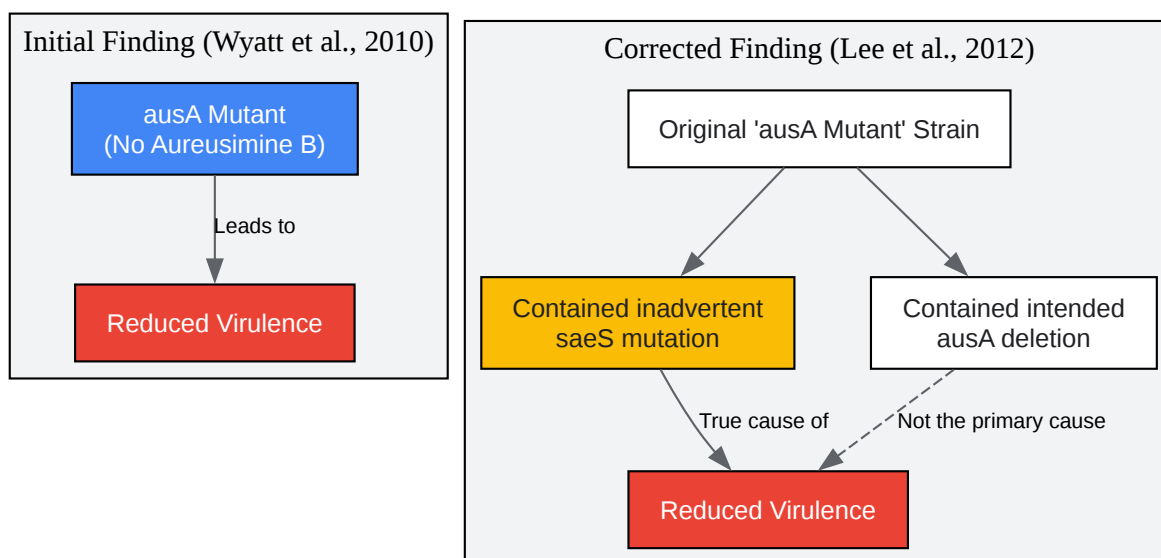 Initial Finding (Wyatt et al., 2010)
ausA Mutant
(No Aureusimine B)
Leads to
Reduced Virulence
Corrected Finding (Lee et al., 2012)
Original 'ausA Mutant' Strain
Contained inadvertent
saeS mutation
Contained intended
ausA deletion
True cause of
Not the primary cause
Reduced Virulence